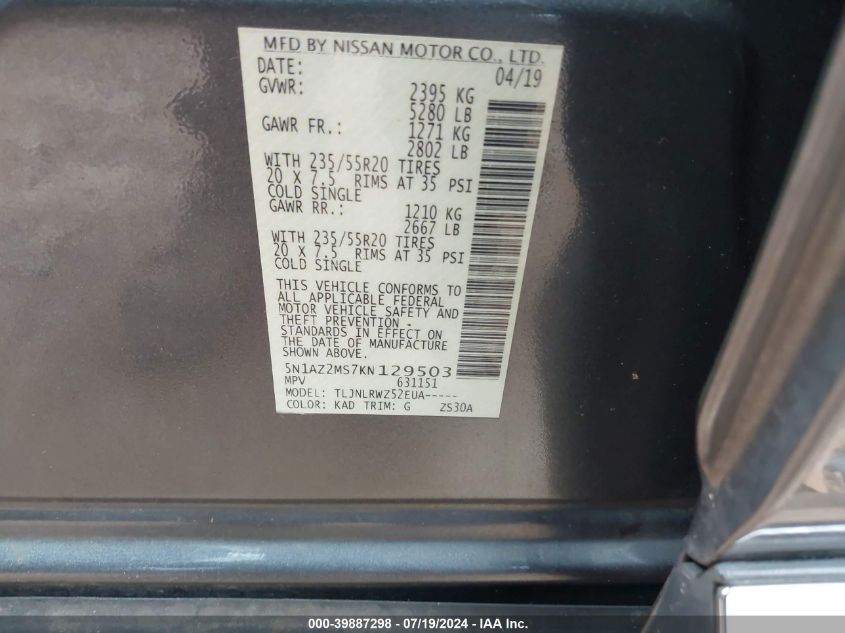 MFD BY NISSAN MOTOR CO., LTD.
DATE: 04/19
GVWR: 2395 KG
5280 LB
GAWR FR.: 1271 KG
2802 LB
WITH 235/55R20 TIRES
20 X 7.5 RIMS AT 35 PSI
COLD SINGLE
GAWR RR.: 1210 KG
2667 LB
WITH 235/55R20 TIRES
20 X 7.5 RIMS AT 35 PSI
COLD SINGLE
THIS VEHICLE CONFORMS TO
ALL APPLICABLE FEDERAL
MOTOR VEHICLE SAFETY AND
THEFT PREVENTION -
STANDARDS IN EFFECT ON
THE DATE OF MANUFACTURE
SHOWN ABOVE.
5N1AZ2MS7KN129503
MPV 631151
MODEL: TLJNLRWZ52EUA-----
COLOR: KAD TRIM: G ZS30A
000-39887298 - 07/19/2024 - IAA Inc.